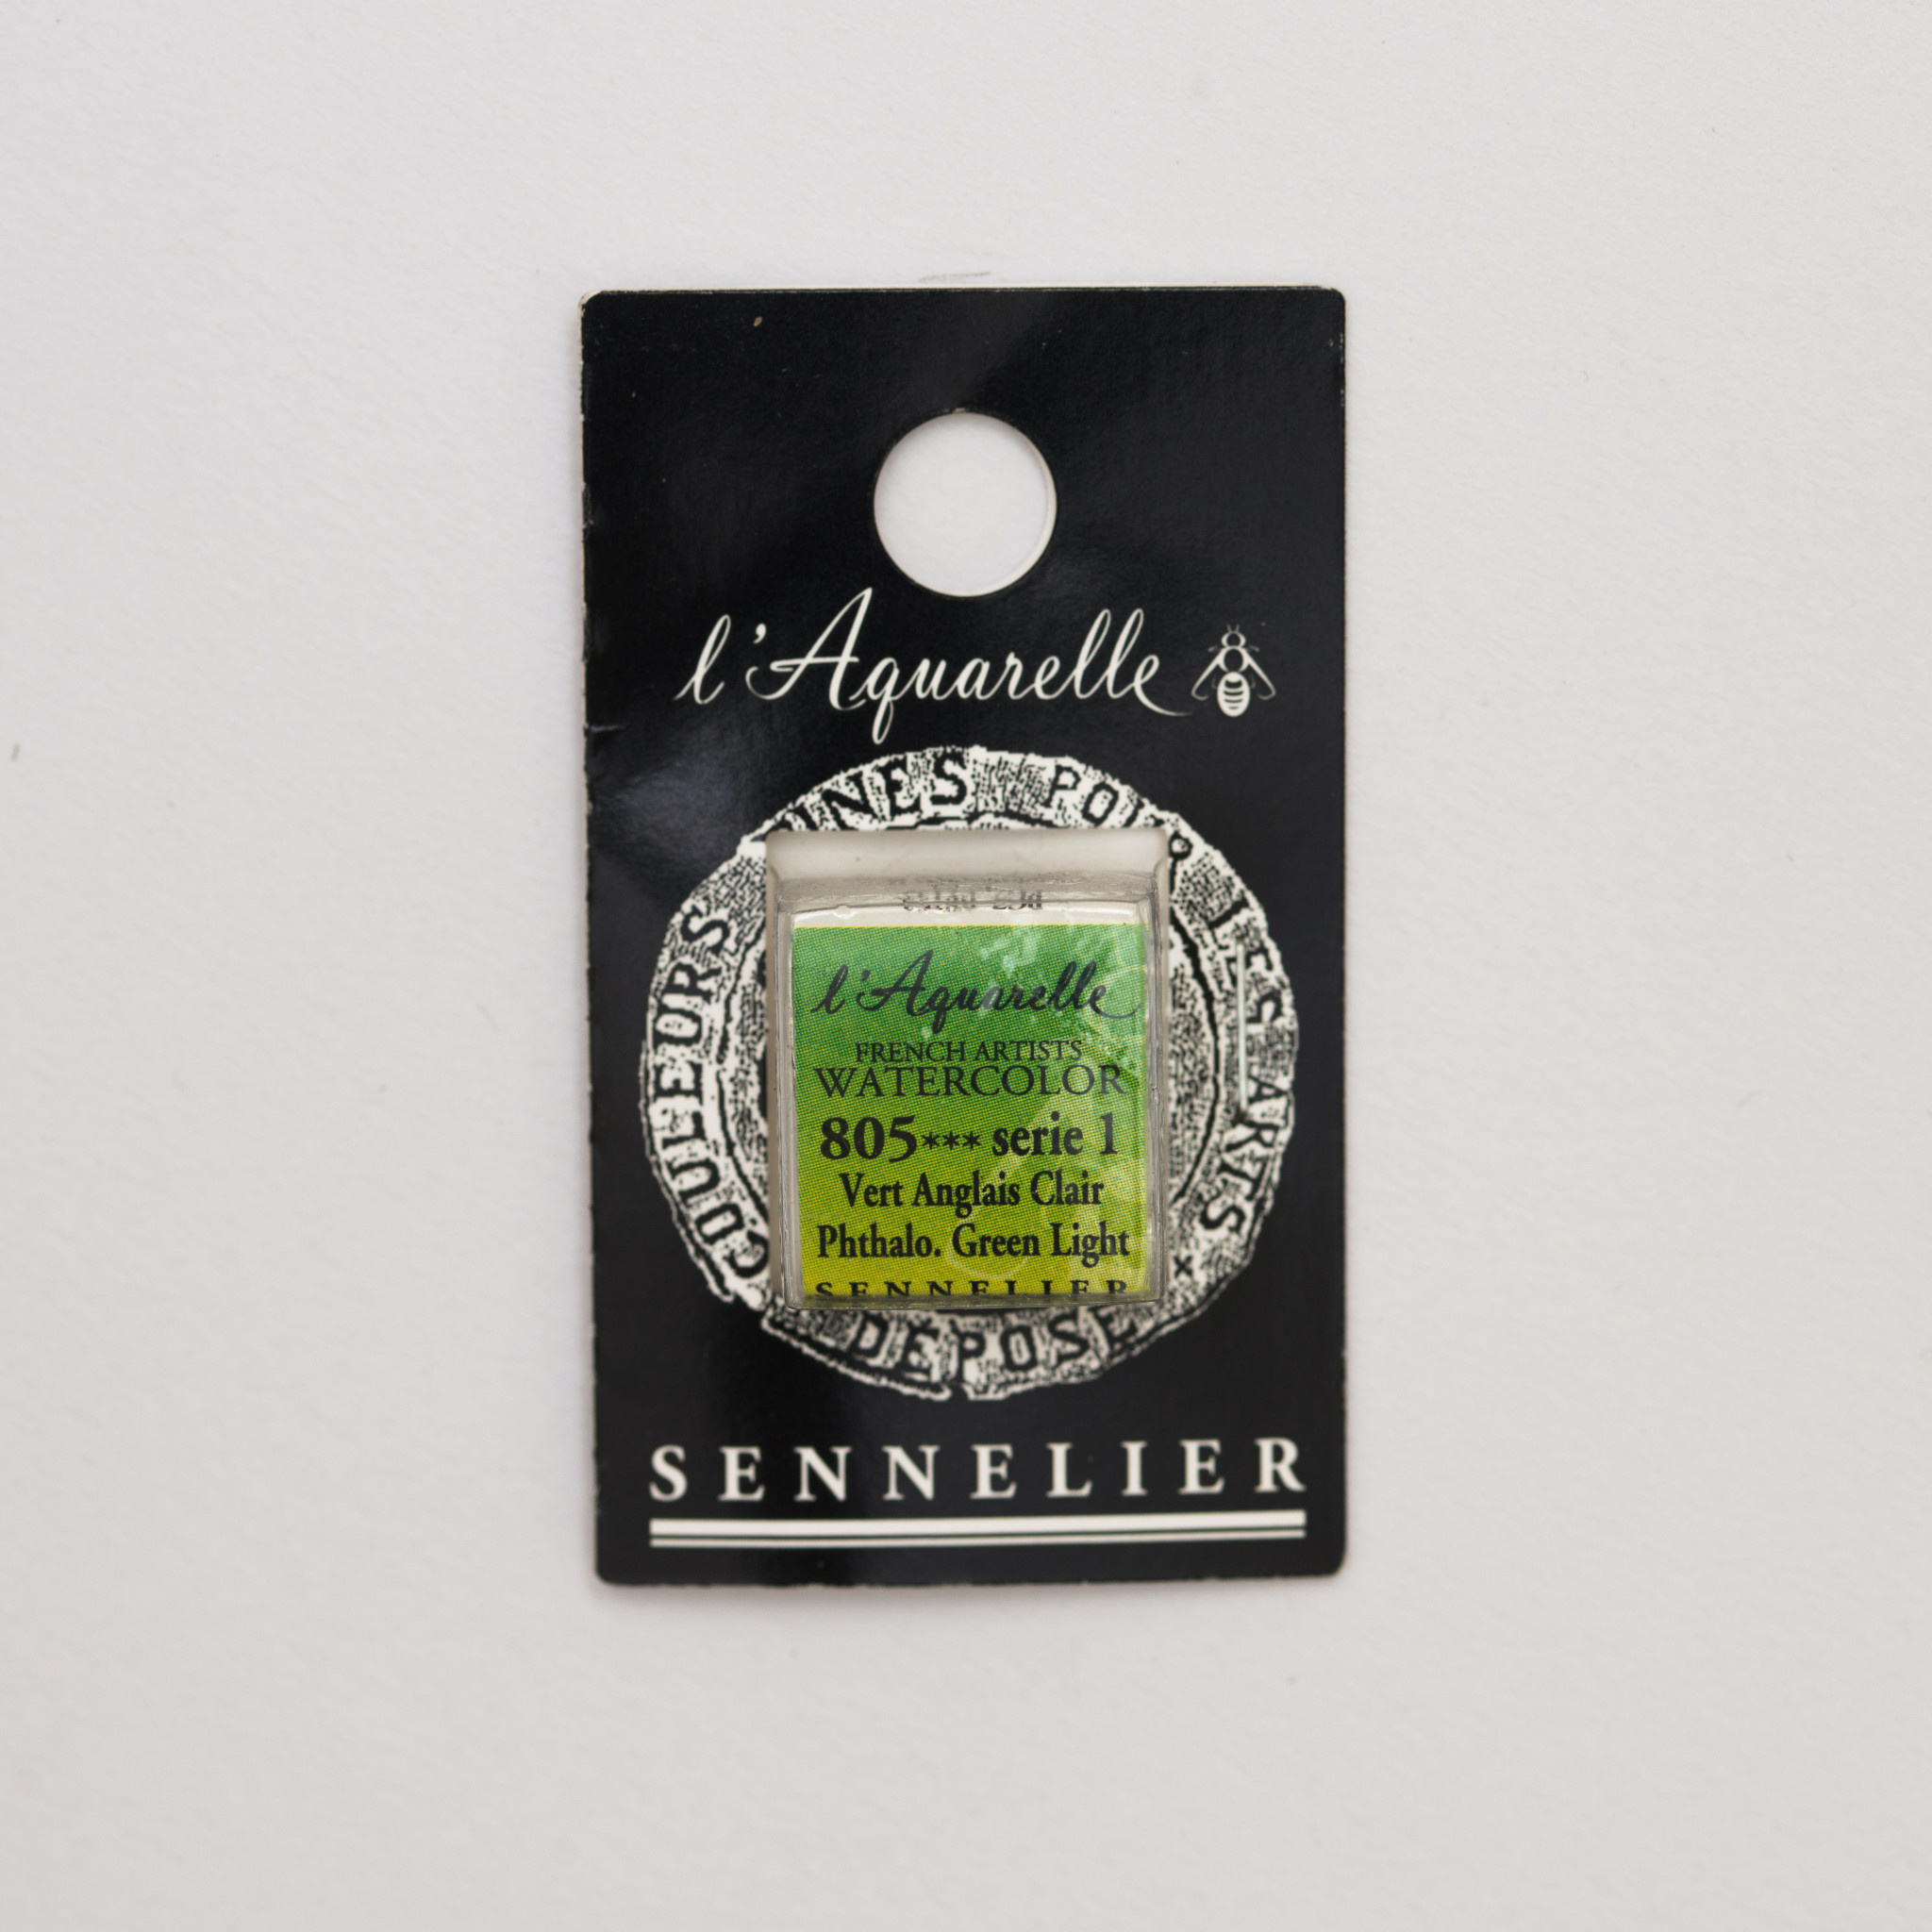 l'Aquarelle
COULEURS
POUR
LES ARTS
DÉPOSÉ
l'Aquarelle
FRENCH ARTISTS
WATERCOLOR
805*** serie 1
Vert Anglais Clair
Phthalo. Green Light
SENNELIER
SENNELIER